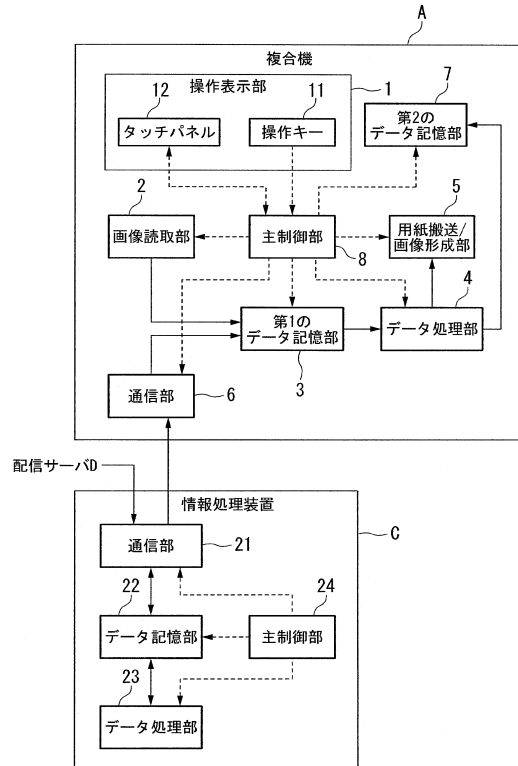 A
複合機
操作表示部
1
12
11
7
タッチパネル
操作キー
第2の
データ記憶部
2
5
画像読取部
主制御部
用紙搬送/
画像形成部
8
4
第1の
データ記憶部
データ処理部
3
通信部
6
配信サーバD
情報処理装置
通信部
21
C
22
24
データ記憶部
主制御部
23
データ処理部